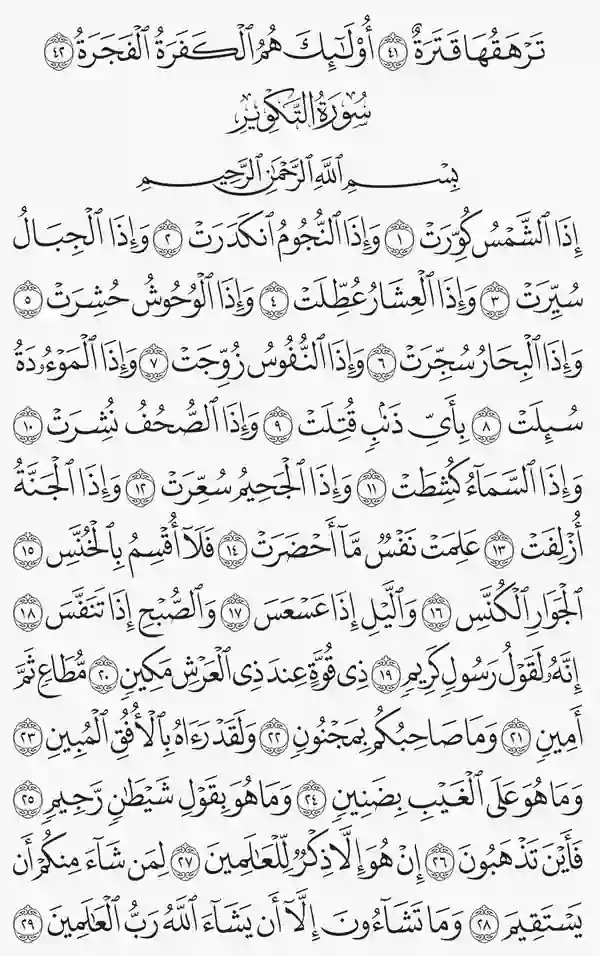 تَرْهَقُهَا قَتَرَةٌ ٤١ أُو۟لَـٰٓئِكَ هُمُ ٱلْكَفَرَةُ ٱلْفَجَرَةُ ٤٢
سُورَةُ التَّكْوِيرِ
بِسْمِ ٱللَّهِ ٱلرَّحْمَـٰنِ ٱلرَّحِيمِ
إِذَا ٱلشَّمْسُ كُوِّرَتْ ١ وَإِذَا ٱلنُّجُومُ ٱنكَدَرَتْ ٢ وَإِذَا ٱلْجِبَالُ
سُيِّرَتْ ٣ وَإِذَا ٱلْعِشَارُ عُطِّلَتْ ٤ وَإِذَا ٱلْوُحُوشُ حُشِرَتْ ٥
وَإِذَا ٱلْبِحَارُ سُجِّرَتْ ٦ وَإِذَا ٱلنُّفُوسُ زُوِّجَتْ ٧ وَإِذَا ٱلْمَوْءُۥدَةُ
سُئِلَتْ ٨ بِأَىِّ ذَنۢبٍ قُتِلَتْ ٩ وَإِذَا ٱلصُّحُفُ نُشِرَتْ ١٠
وَإِذَا ٱلسَّمَآءُ كُشِطَتْ ١١ وَإِذَا ٱلْجَحِيمُ سُعِّرَتْ ١٢ وَإِذَا ٱلْجَنَّةُ
أُزْلِفَتْ ١٣ عَلِمَتْ نَفْسٌ مَّآ أَحْضَرَتْ ١٤ فَلَآ أُقْسِمُ بِٱلْخُنَّسِ ١٥
ٱلْجَوَارِ ٱلْكُنَّسِ ١٦ وَٱلَّيْلِ إِذَا عَسْعَسَ ١٧ وَٱلصُّبْحِ إِذَا تَنَفَّسَ ١٨
إِنَّهُۥ لَقَوْلُ رَسُولٍ كَرِيمٍ ١٩ ذِى قُوَّةٍ عِندَ ذِى ٱلْعَرْشِ مَكِينٍ ٢٠ مُّطَاعٍ ثَمَّ
أَمِينٍ ٢١ وَمَا صَاحِبُكُم بِمَجْنُونٍ ٢٢ وَلَقَدْ رَءَاهُ بِٱلْأُفُقِ ٱلْمُبِينِ ٢٣
وَمَا هُوَ عَلَى ٱلْغَيْبِ بِضَنِينٍ ٢٤ وَمَا هُوَ بِقَوْلِ شَيْطَـٰنٍ رَّجِيمٍ ٢٥
فَأَيْنَ تَذْهَبُونَ ٢٦ إِنْ هُوَ إِلَّا ذِكْرٌ لِّلْعَـٰلَمِينَ ٢٧ لِمَن شَآءَ مِنكُمْ أَن
يَسْتَقِيمَ ٢٨ وَمَا تَشَآءُونَ إِلَّآ أَن يَشَآءَ ٱللَّهُ رَبُّ ٱلْعَـٰلَمِينَ ٢٩